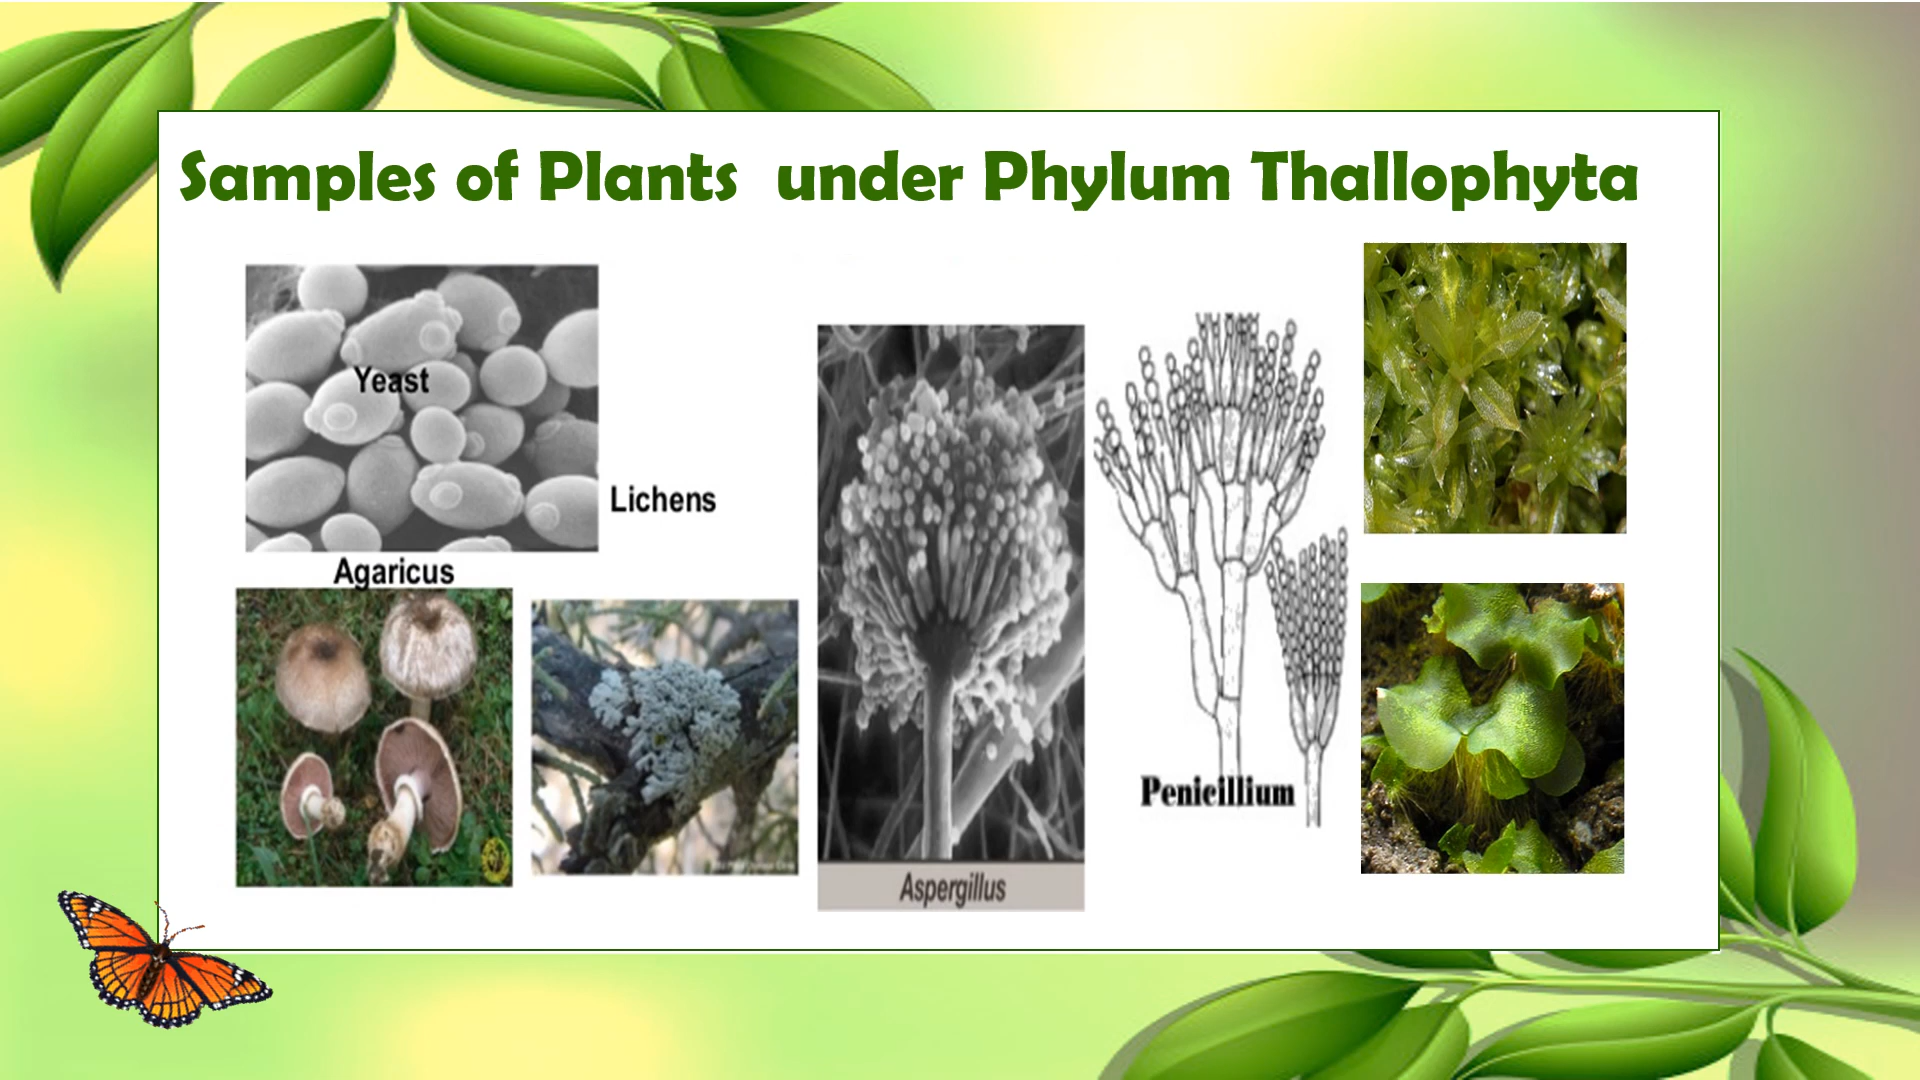 Samples of Plants under Phylum Thallophyta
Yeast
Lichens
Agaricus
Penicillium
Aspergillus